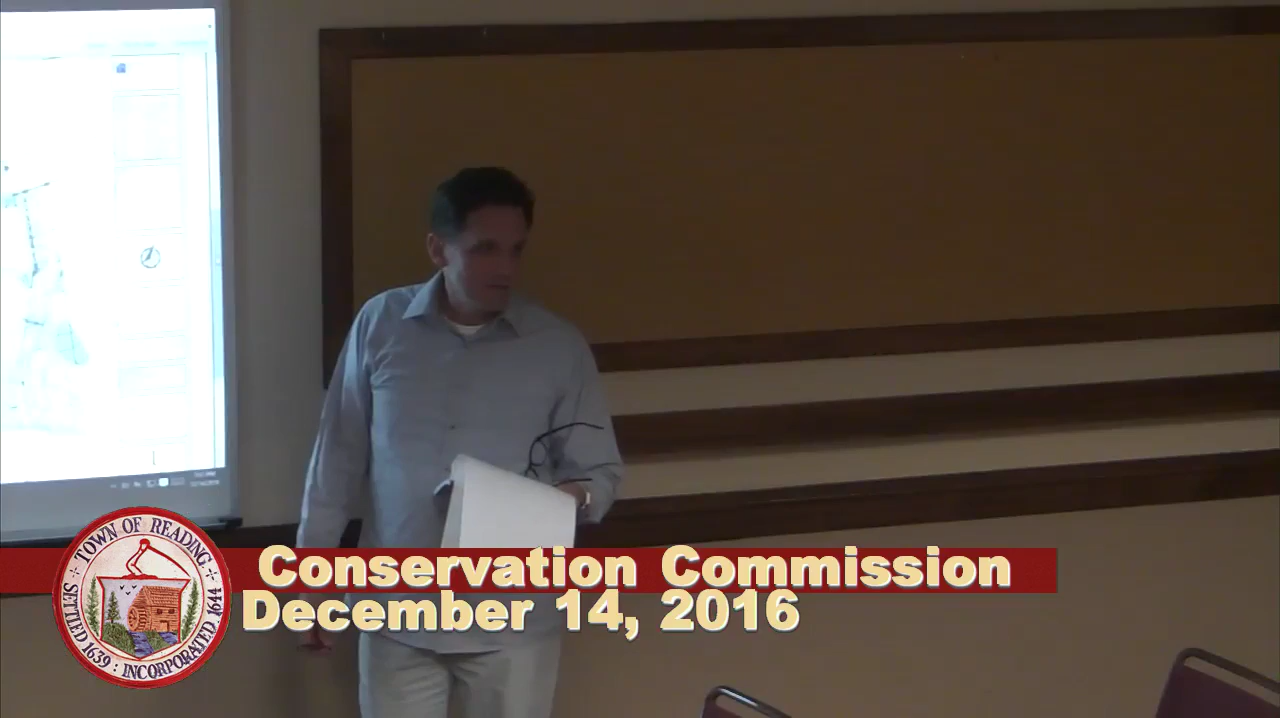 Conservation Commission
December 14, 2016
TOWN OF READING
SETTLED 1639 : INCORPORATED 1644